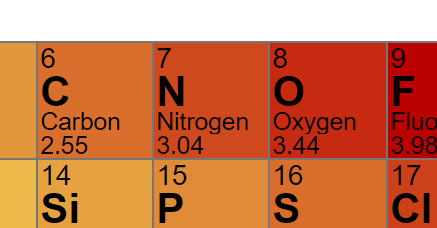 6 7 8 9
C N O F
Carbon Nitrogen Oxygen Fluo
2.55 3.04 3.44 3.98
14 15 16 17
Si P S Cl